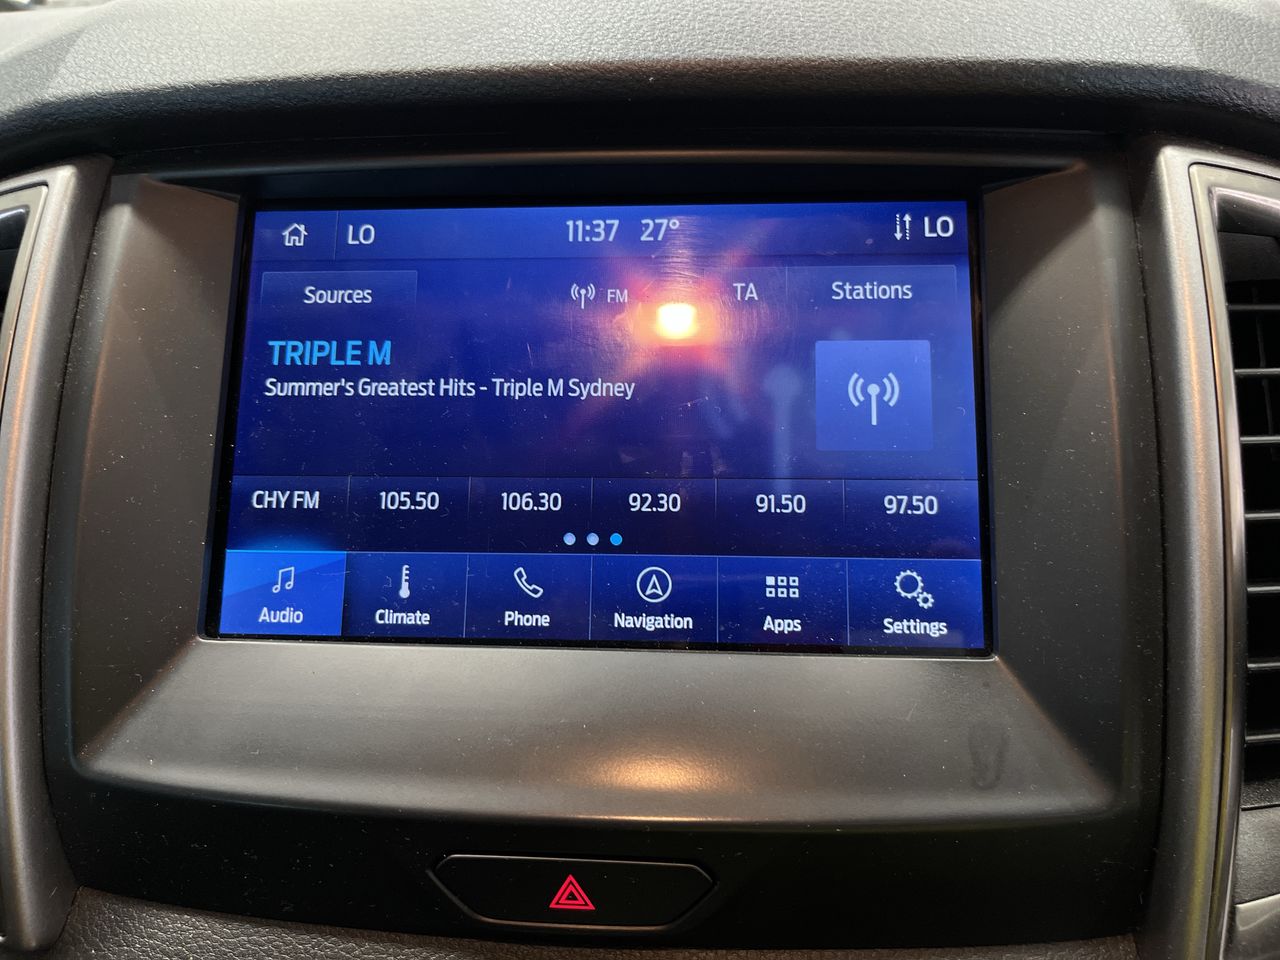 LO 11:37 27° LO
Sources FM TA Stations
TRIPLE M
Summer's Greatest Hits - Triple M Sydney
CHY FM 105.50 106.30 92.30 91.50 97.50
Audio Climate Phone Navigation Apps Settings